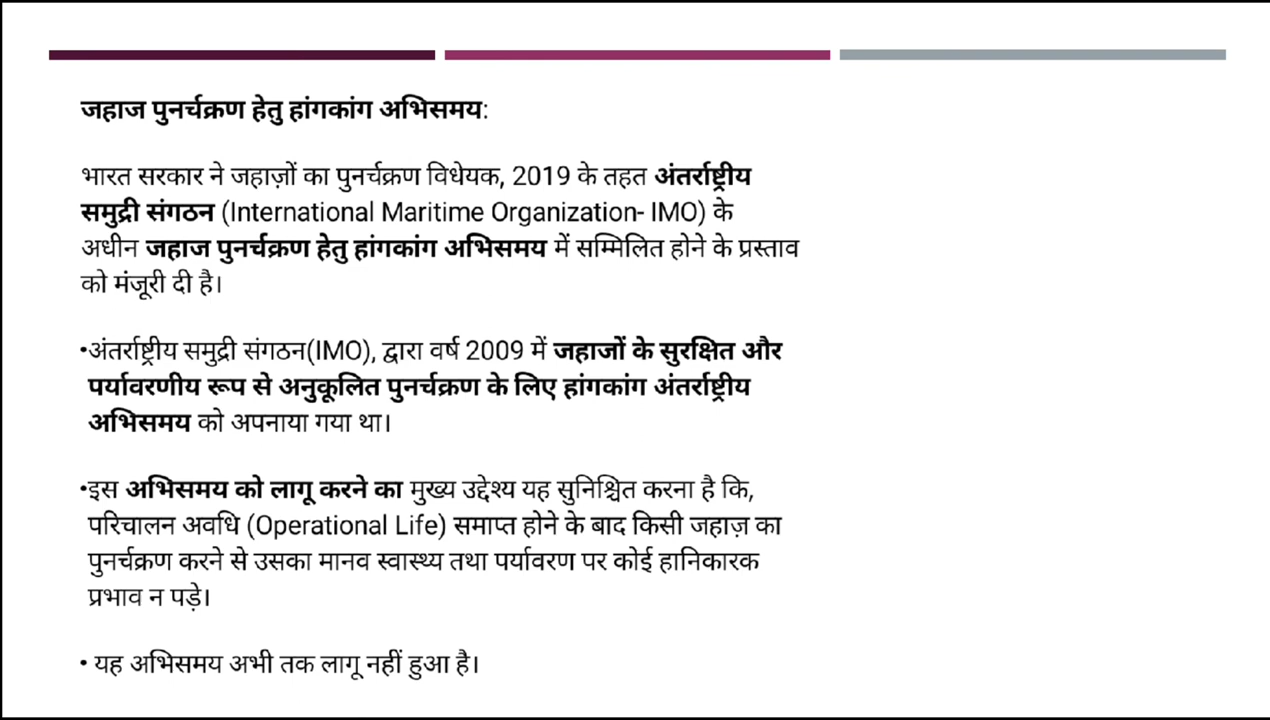 जहाज पुनर्चक्रण हेतु हांगकांग अभिसमय:
भारत सरकार ने जहाज़ों का पुनर्चक्रण विधेयक, 2019 के तहत अंतर्राष्ट्रीय
समुद्री संगठन (International Maritime Organization- IMO) के
अधीन जहाज पुनर्चक्रण हेतु हांगकांग अभिसमय में सम्मिलित होने के प्रस्ताव
को मंजूरी दी है।
•अंतर्राष्ट्रीय समुद्री संगठन(IMO), द्वारा वर्ष 2009 में जहाजों के सुरक्षित और
पर्यावरणीय रूप से अनुकूलित पुनर्चक्रण के लिए हांगकांग अंतर्राष्ट्रीय
अभिसमय को अपनाया गया था।
•इस अभिसमय को लागू करने का मुख्य उद्देश्य यह सुनिश्चित करना है कि,
परिचालन अवधि (Operational Life) समाप्त होने के बाद किसी जहाज़ का
पुनर्चक्रण करने से उसका मानव स्वास्थ्य तथा पर्यावरण पर कोई हानिकारक
प्रभाव न पड़े।
• यह अभिसमय अभी तक लागू नहीं हुआ है।